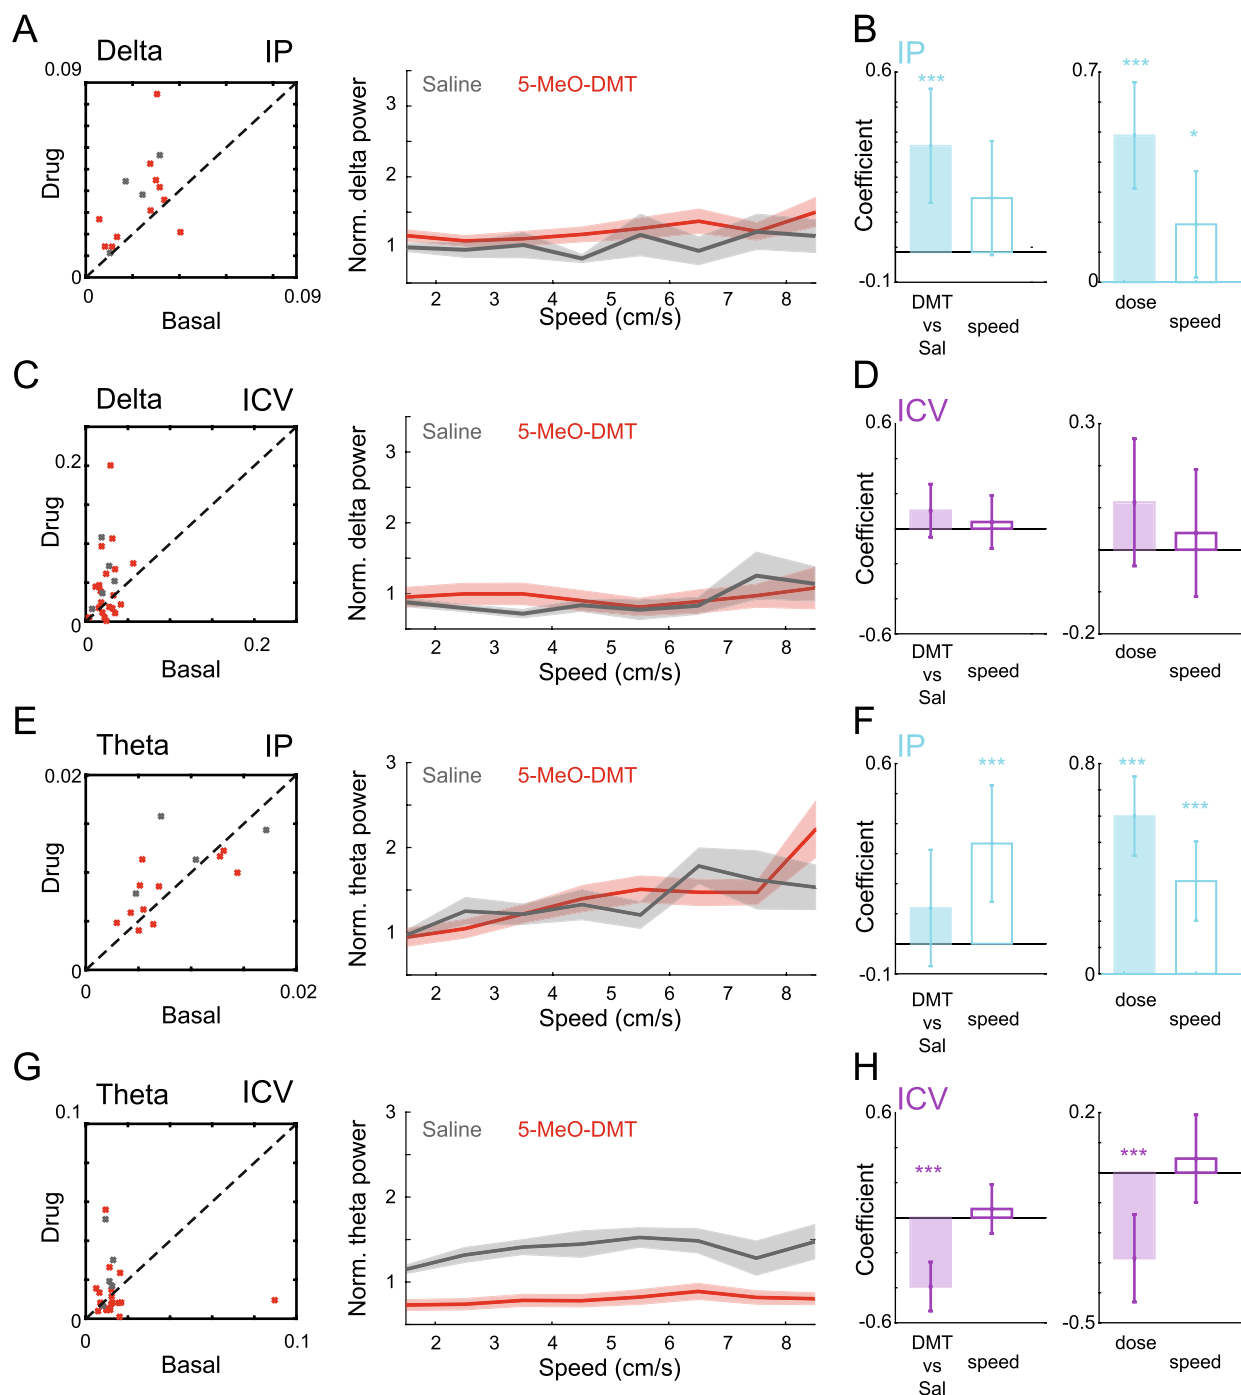 A
Delta IP
0.09
Drug
0
0 0.09
Basal
Saline 5-MeO-DMT
Norm. delta power
3
2
1
2 3 4 5 6 7 8
Speed (cm/s)
B
IP
0.6
***
Coefficient
-0.1
DMT
vs
Sal
speed
0.7
***
*
0
dose
speed
C
Delta ICV
0.2
Drug
0
0 0.2
Basal
Saline 5-MeO-DMT
Norm. delta power
3
2
1
2 3 4 5 6 7 8
Speed (cm/s)
D
ICV
0.6
Coefficient
-0.6
DMT
vs
Sal
speed
0.3
-0.2
dose
speed
E
Theta IP
0.02
Drug
0
0 0.02
Basal
Saline 5-MeO-DMT
Norm. theta power
3
2
1
2 3 4 5 6 7 8
Speed (cm/s)
F
IP
0.6
***
Coefficient
-0.1
DMT
vs
Sal
speed
0.8
***
***
0
dose
speed
G
Theta ICV
0.1
Drug
0
0 0.1
Basal
Saline 5-MeO-DMT
Norm. theta power
3
2
1
2 3 4 5 6 7 8
Speed (cm/s)
H
ICV
0.6
***
Coefficient
-0.6
DMT
vs
Sal
speed
0.2
***
-0.5
dose
speed